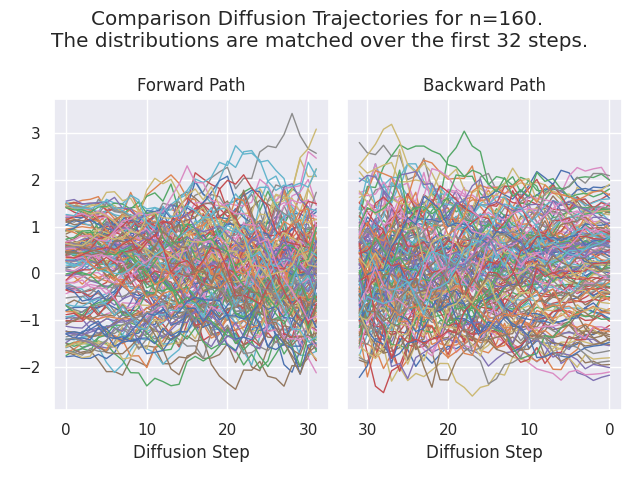 Comparison Diffusion Trajectories for n=160.
The distributions are matched over the first 32 steps.
Forward Path
Backward Path
3
2
1
0
−1
−2
0 10 20 30
30 20 10 0
Diffusion Step
Diffusion Step